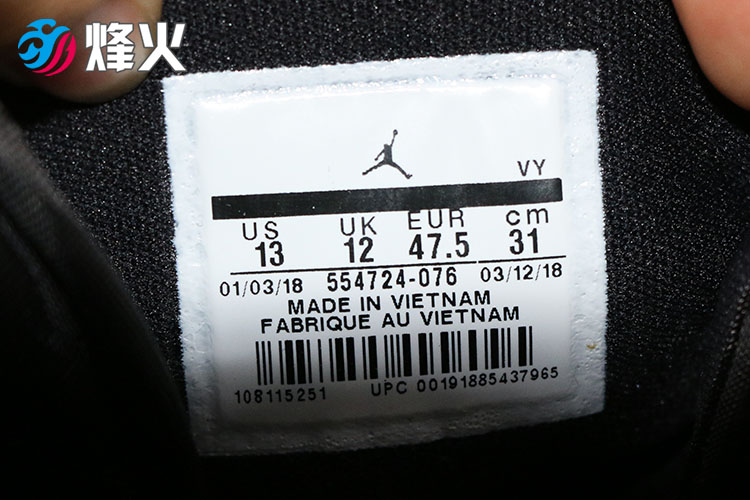 烽火
VY
US UK EUR cm
13 12 47.5 31
01/03/18 554724-076 03/12/18
MADE IN VIETNAM
FABRIQUE AU VIETNAM
108115251 UPC 00191885437965